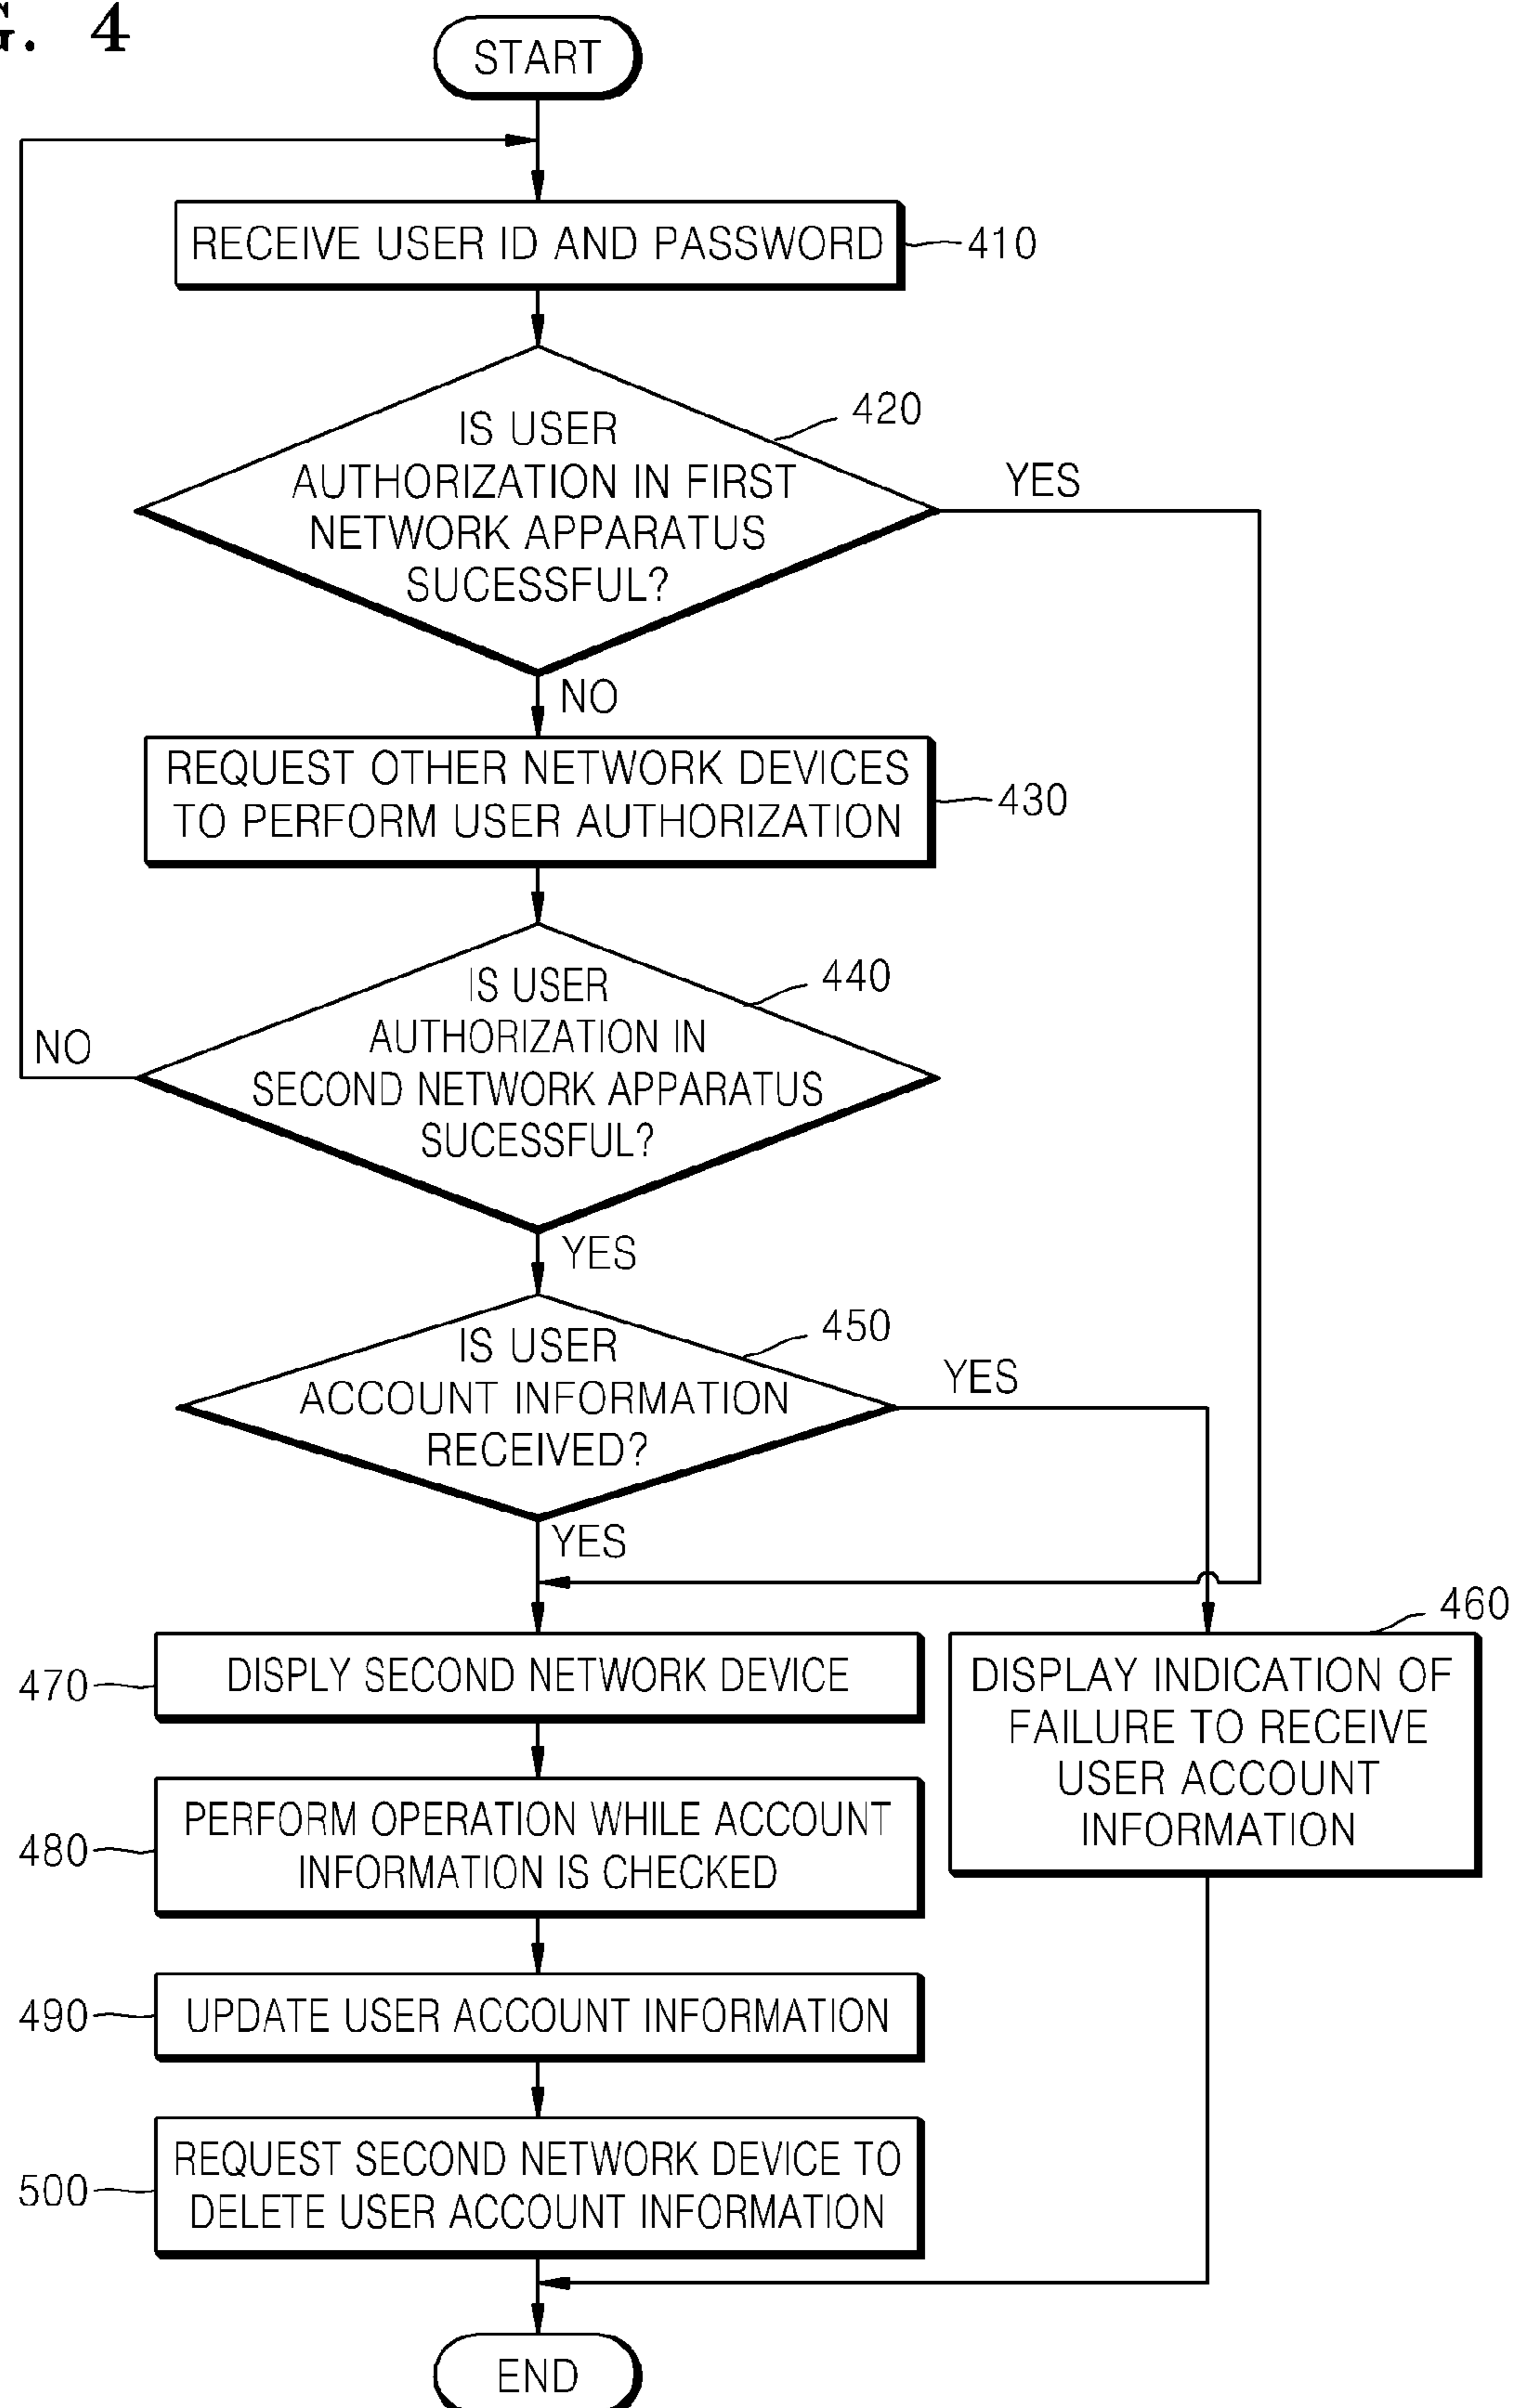 G. 4
START
RECEIVE USER ID AND PASSWORD
410
IS USER
AUTHORIZATION IN FIRST
NETWORK APPARATUS
SUCESSFUL?
420
YES
NO
REQUEST OTHER NETWORK DEVICES
TO PERFORM USER AUTHORIZATION
430
IS USER
AUTHORIZATION IN
SECOND NETWORK APPARATUS
SUCESSFUL?
440
NO
YES
IS USER
ACCOUNT INFORMATION
RECEIVED?
450
YES
YES
460
DISPLAY INDICATION OF
FAILURE TO RECEIVE
USER ACCOUNT
INFORMATION
470
DISPLY SECOND NETWORK DEVICE
480
PERFORM OPERATION WHILE ACCOUNT
INFORMATION IS CHECKED
490
UPDATE USER ACCOUNT INFORMATION
500
REQUEST SECOND NETWORK DEVICE TO
DELETE USER ACCOUNT INFORMATION
END